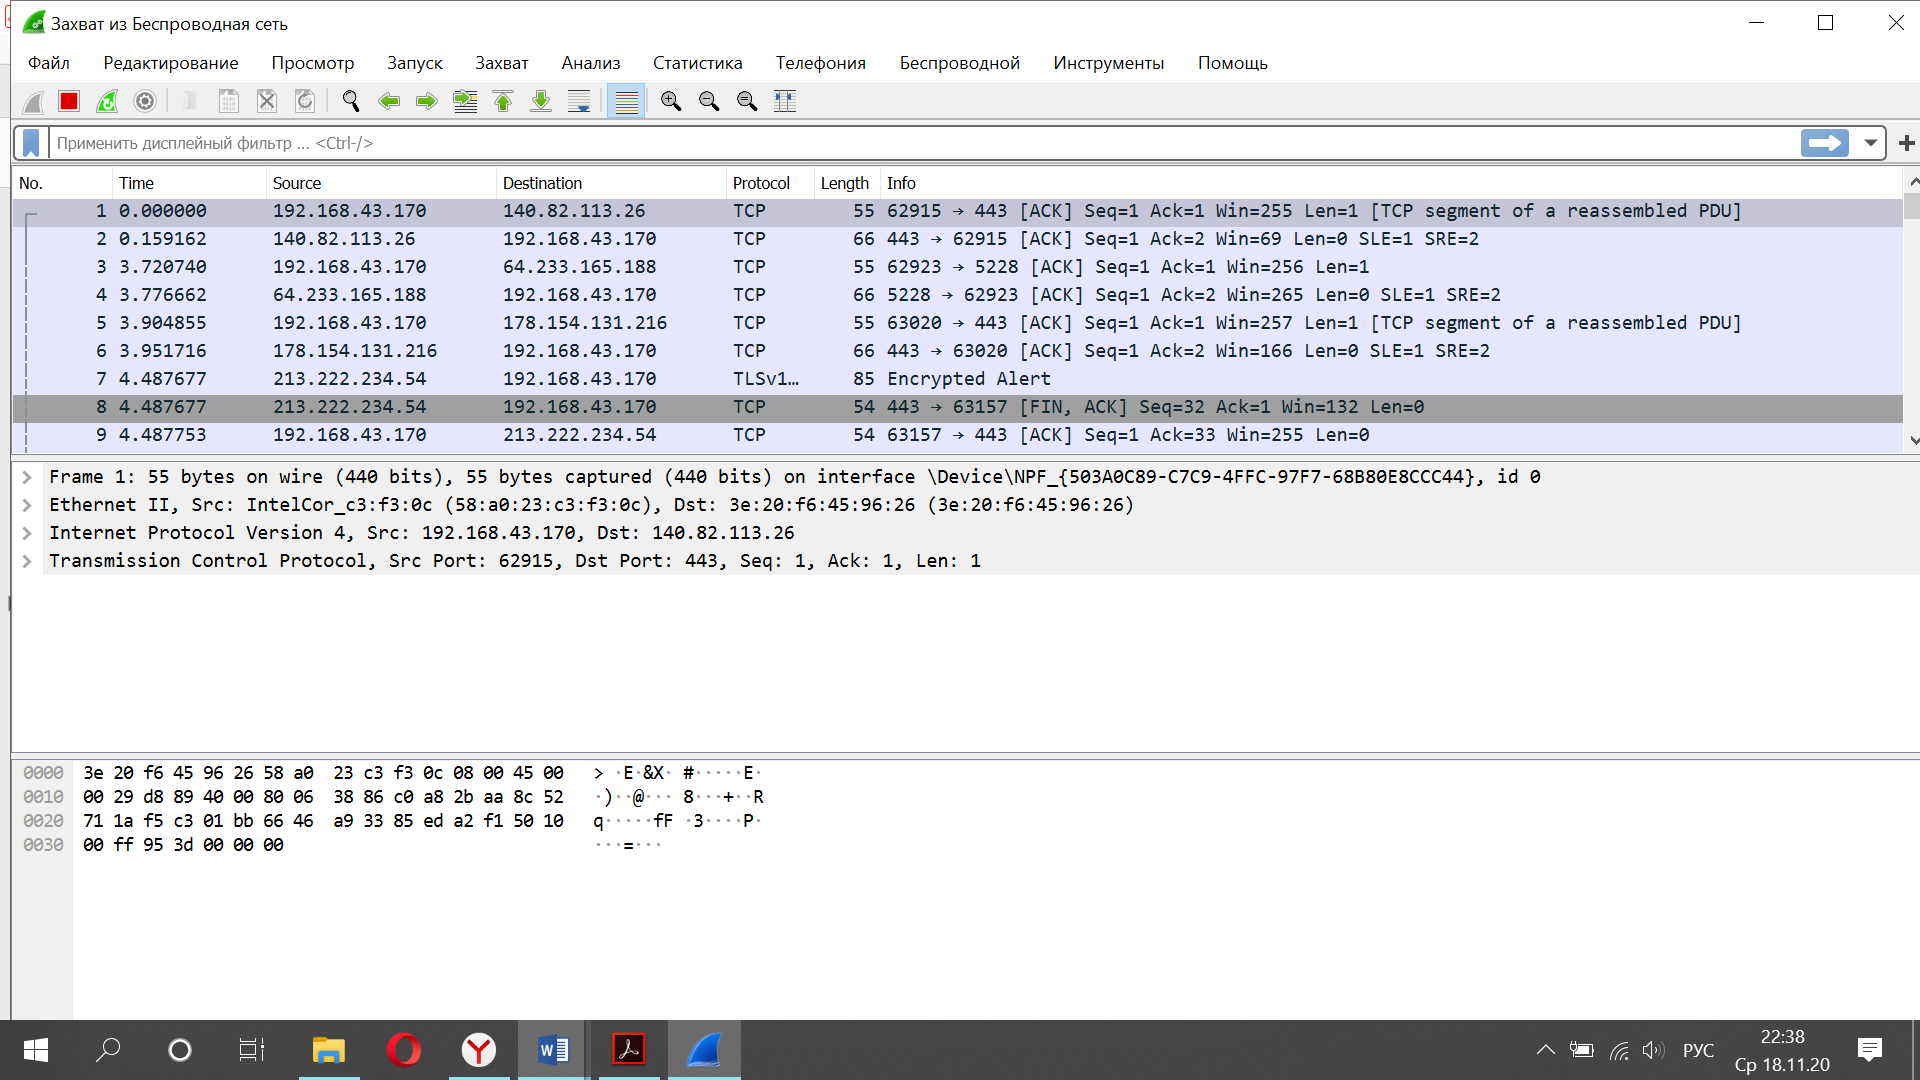 Захват из Беспроводная сеть
Файл Редактирование Просмотр Запуск Захват Анализ Статистика Телефония Беспроводной Инструменты Помощь
Применить дисплейный фильтр ... <Ctrl-/>
No. Time Source Destination Protocol Length Info
1 0.000000 192.168.43.170 140.82.113.26 TCP 55 62915 → 443 [ACK] Seq=1 Ack=1 Win=255 Len=1 [TCP segment of a reassembled PDU]
2 0.159162 140.82.113.26 192.168.43.170 TCP 66 443 → 62915 [ACK] Seq=1 Ack=2 Win=69 Len=0 SLE=1 SRE=2
3 3.720740 192.168.43.170 64.233.165.188 TCP 55 62923 → 5228 [ACK] Seq=1 Ack=1 Win=256 Len=1
4 3.776662 64.233.165.188 192.168.43.170 TCP 66 5228 → 62923 [ACK] Seq=1 Ack=2 Win=265 Len=0 SLE=1 SRE=2
5 3.904855 192.168.43.170 178.154.131.216 TCP 55 63020 → 443 [ACK] Seq=1 Ack=1 Win=257 Len=1 [TCP segment of a reassembled PDU]
6 3.951716 178.154.131.216 192.168.43.170 TCP 66 443 → 63020 [ACK] Seq=1 Ack=2 Win=166 Len=0 SLE=1 SRE=2
7 4.487677 213.222.234.54 192.168.43.170 TLSv1… 85 Encrypted Alert
8 4.487677 213.222.234.54 192.168.43.170 TCP 54 443 → 63157 [FIN, ACK] Seq=32 Ack=1 Win=132 Len=0
9 4.487753 192.168.43.170 213.222.234.54 TCP 54 63157 → 443 [ACK] Seq=1 Ack=33 Win=255 Len=0
Frame 1: 55 bytes on wire (440 bits), 55 bytes captured (440 bits) on interface \Device\NPF_{503A0C89-C7C9-4FFC-97F7-68B80E8CCC44}, id 0
Ethernet II, Src: IntelCor_c3:f3:0c (58:a0:23:c3:f3:0c), Dst: 3e:20:f6:45:96:26 (3e:20:f6:45:96:26)
Internet Protocol Version 4, Src: 192.168.43.170, Dst: 140.82.113.26
Transmission Control Protocol, Src Port: 62915, Dst Port: 443, Seq: 1, Ack: 1, Len: 1
0000 3e 20 f6 45 96 26 58 a0 23 c3 f3 0c 08 00 45 00 > ·E·&X· #·····E·
0010 00 29 d8 89 40 00 80 06 38 86 c0 a8 2b aa 8c 52 ·)··@··· 8···+··R
0020 71 1a f5 c3 01 bb 66 46 a9 33 85 ed a2 f1 50 10 q·····fF ·3····P·
0030 00 ff 95 3d 00 00 00 ···=···
22:38
РУС
Ср 18.11.20